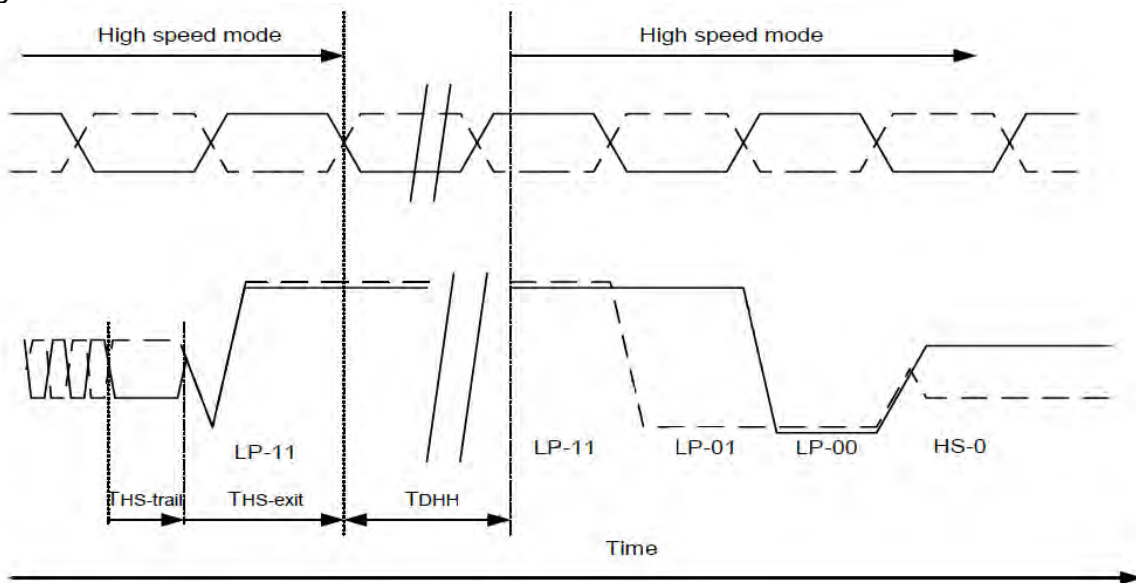 High speed mode
High speed mode
LP-11
LP-11
LP-01
LP-00
HS-0
THS-trail
THS-exit
TDHH
Time